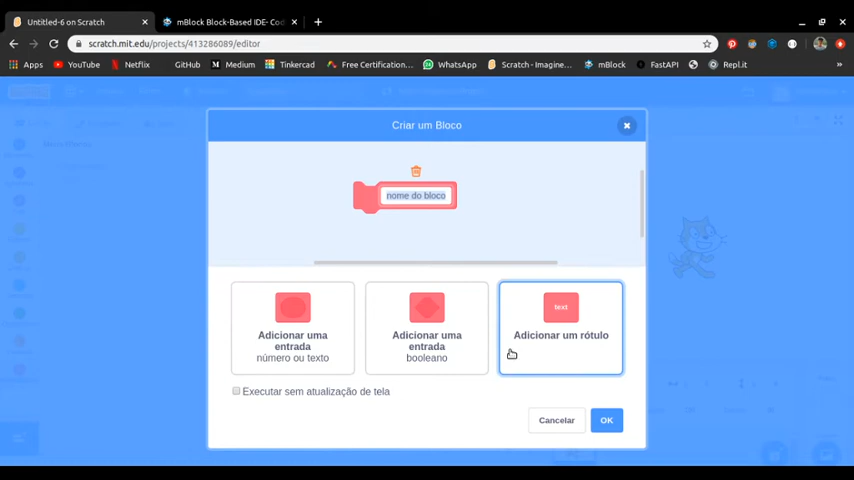 Untitled-6 on Scratch
mBlock Block-Based IDE- Co
scratch.mit.edu/projects/413286089/editor
Apps YouTube Netflix GitHub Medium Tinkercad Free Certification... WhatsApp Scratch - Imagine... mBlock FastAPI Repl.it
Criar um Bloco
nome do bloco
text
Adicionar uma
entrada
número ou texto
Adicionar uma
entrada
booleano
Adicionar um rótulo
Executar sem atualização de tela
Cancelar OK